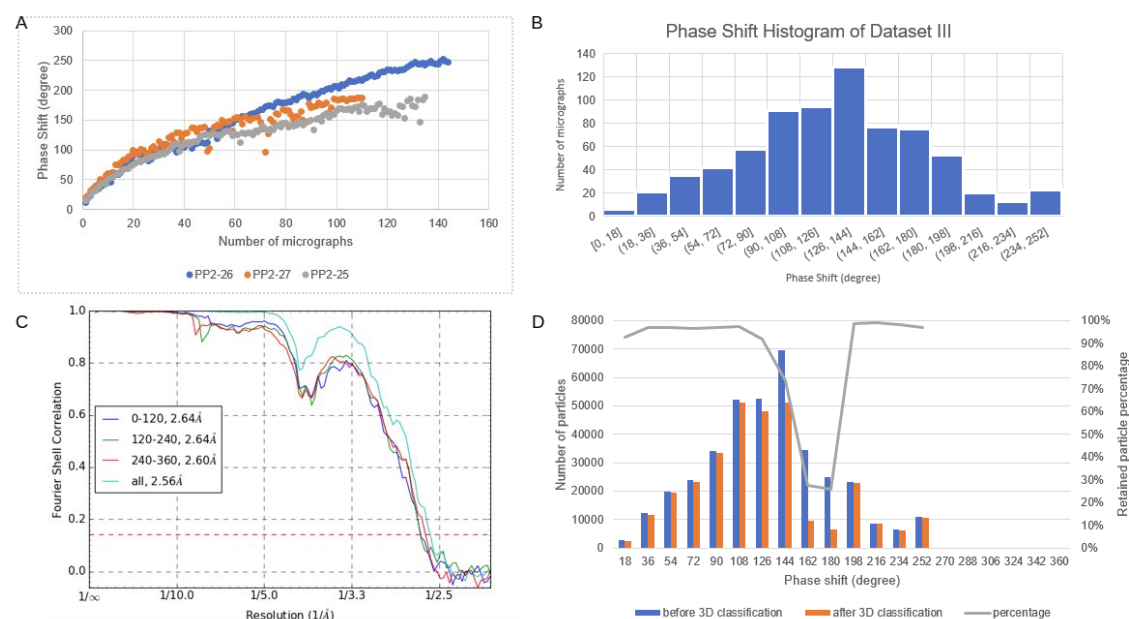 A
300
250
200
150
100
50
0
Phase Shift (degree)
0 20 40 60 80 100 120 140 160
Number of micrographs
PP2-26 PP2-27 PP2-25
B
Phase Shift Histogram of Dataset III
140
120
100
80
60
40
20
0
Number of micrographs
[0, 18] (18, 36] (36, 54] (54, 72] (72, 90] (90, 108] (108, 126] (126, 144] (144, 162] (162, 180] (180, 198] (198, 216] (216, 234] (234, 252]
Phase Shift (degree)
C
1.0
0.8
0.6
0.4
0.2
0.0
Fourier Shell Correlation
0-120, 2.64Å
120-240, 2.64Å
240-360, 2.60Å
all, 2.56Å
1/∞ 1/10.0 1/5.0 1/3.3 1/2.5
Resolution (1/Å)
D
80000
70000
60000
50000
40000
30000
20000
10000
0
Number of particles
100%
90%
80%
70%
60%
50%
40%
30%
20%
10%
0%
Retained particle percentage
18 36 54 72 90 108 126 144 162 180 198 216 234 252 270 288 306 324 342 360
Phase shift (degree)
before 3D classification after 3D classification percentage